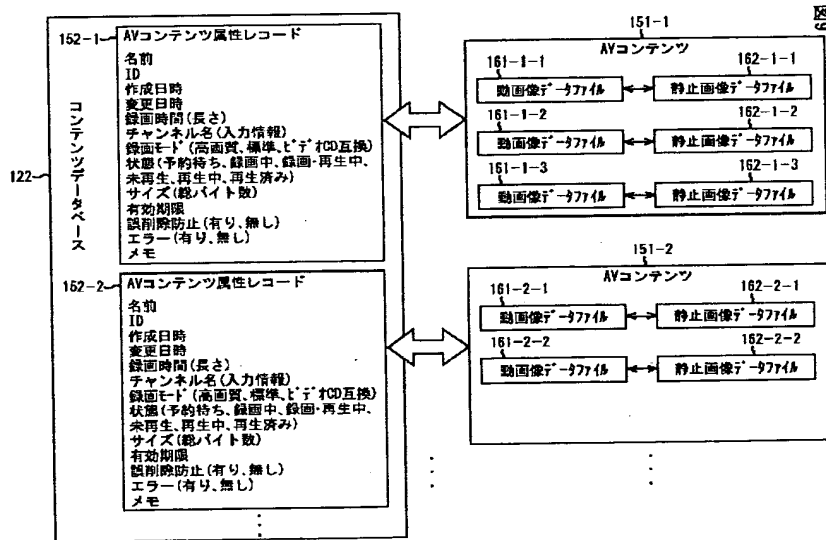 図6
122
コンテンツデータベース
152-1
AVコンテンツ属性レコード
名前
ID
作成日時
変更日時
録画時間(長さ)
チャンネル名(入力情報)
録画モード(高画質、標準、ビデオCD互換)
状態(予約待ち、録画中、録画・再生中、
未再生、再生中、再生済み)
サイズ(総バイト数)
有効期限
誤削除防止(有り、無し)
エラー(有り、無し)
メモ
152-2
AVコンテンツ属性レコード
名前
ID
作成日時
変更日時
録画時間(長さ)
チャンネル名(入力情報)
録画モード(高画質、標準、ビデオCD互換)
状態(予約待ち、録画中、録画・再生中、
未再生、再生中、再生済み)
サイズ(総バイト数)
有効期限
誤削除防止(有り、無し)
エラー(有り、無し)
メモ
151-1
AVコンテンツ
161-1-1 162-1-1
動画像データファイル 静止画像データファイル
161-1-2 162-1-2
動画像データファイル 静止画像データファイル
161-1-3 162-1-3
動画像データファイル 静止画像データファイル
151-2
AVコンテンツ
161-2-1 162-2-1
動画像データファイル 静止画像データファイル
161-2-2 162-2-2
動画像データファイル 静止画像データファイル